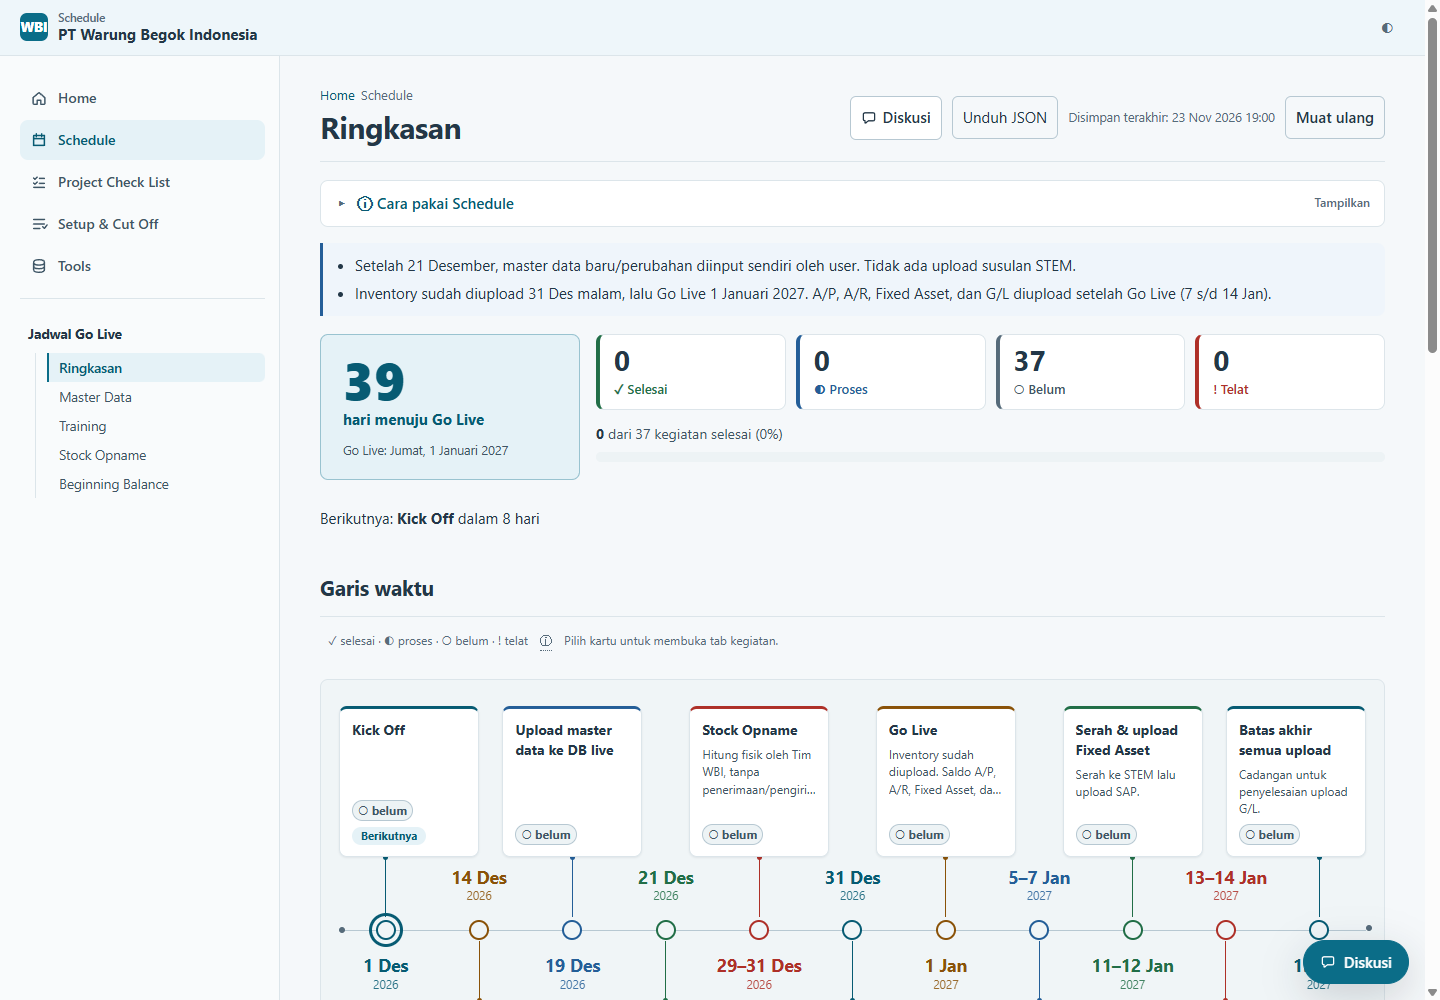 WBI
Schedule
PT Warung Begok Indonesia
Home
Schedule
Project Check List
Setup & Cut Off
Tools
Jadwal Go Live
Ringkasan
Master Data
Training
Stock Opname
Beginning Balance
Home Schedule
Ringkasan
Diskusi
Unduh JSON
Disimpan terakhir: 23 Nov 2026 19:00
Muat ulang
Cara pakai Schedule
Tampilkan
• Setelah 21 Desember, master data baru/perubahan diinput sendiri oleh user. Tidak ada upload susulan STEM.
• Inventory sudah diupload 31 Des malam, lalu Go Live 1 Januari 2027. A/P, A/R, Fixed Asset, dan G/L diupload setelah Go Live (7 s/d 14 Jan).
39
hari menuju Go Live
Go Live: Jumat, 1 Januari 2027
0
✓ Selesai
0
◐ Proses
37
○ Belum
0
! Telat
0 dari 37 kegiatan selesai (0%)
Berikutnya: Kick Off dalam 8 hari
Garis waktu
✓ selesai · ◐ proses · ○ belum · ! telat ⓘ Pilih kartu untuk membuka tab kegiatan.
Kick Off
○ belum
Berikutnya
Upload master
data ke DB live
○ belum
Stock Opname
Hitung fisik oleh Tim
WBI, tanpa
penerimaan/pengiri...
○ belum
Go Live
Inventory sudah
diupload. Saldo A/P,
A/R, Fixed Asset, da...
○ belum
Serah & upload
Fixed Asset
Serah ke STEM lalu
upload SAP.
○ belum
Batas akhir
semua upload
Cadangan untuk
penyelesaian upload
G/L.
○ belum
14 Des
2026
21 Des
2026
31 Des
2026
5–7 Jan
2027
13–14 Jan
2027
1 Des
2026
19 Des
2026
29–31 Des
2026
1 Jan
2027
11–12 Jan
2027
2027
Diskusi